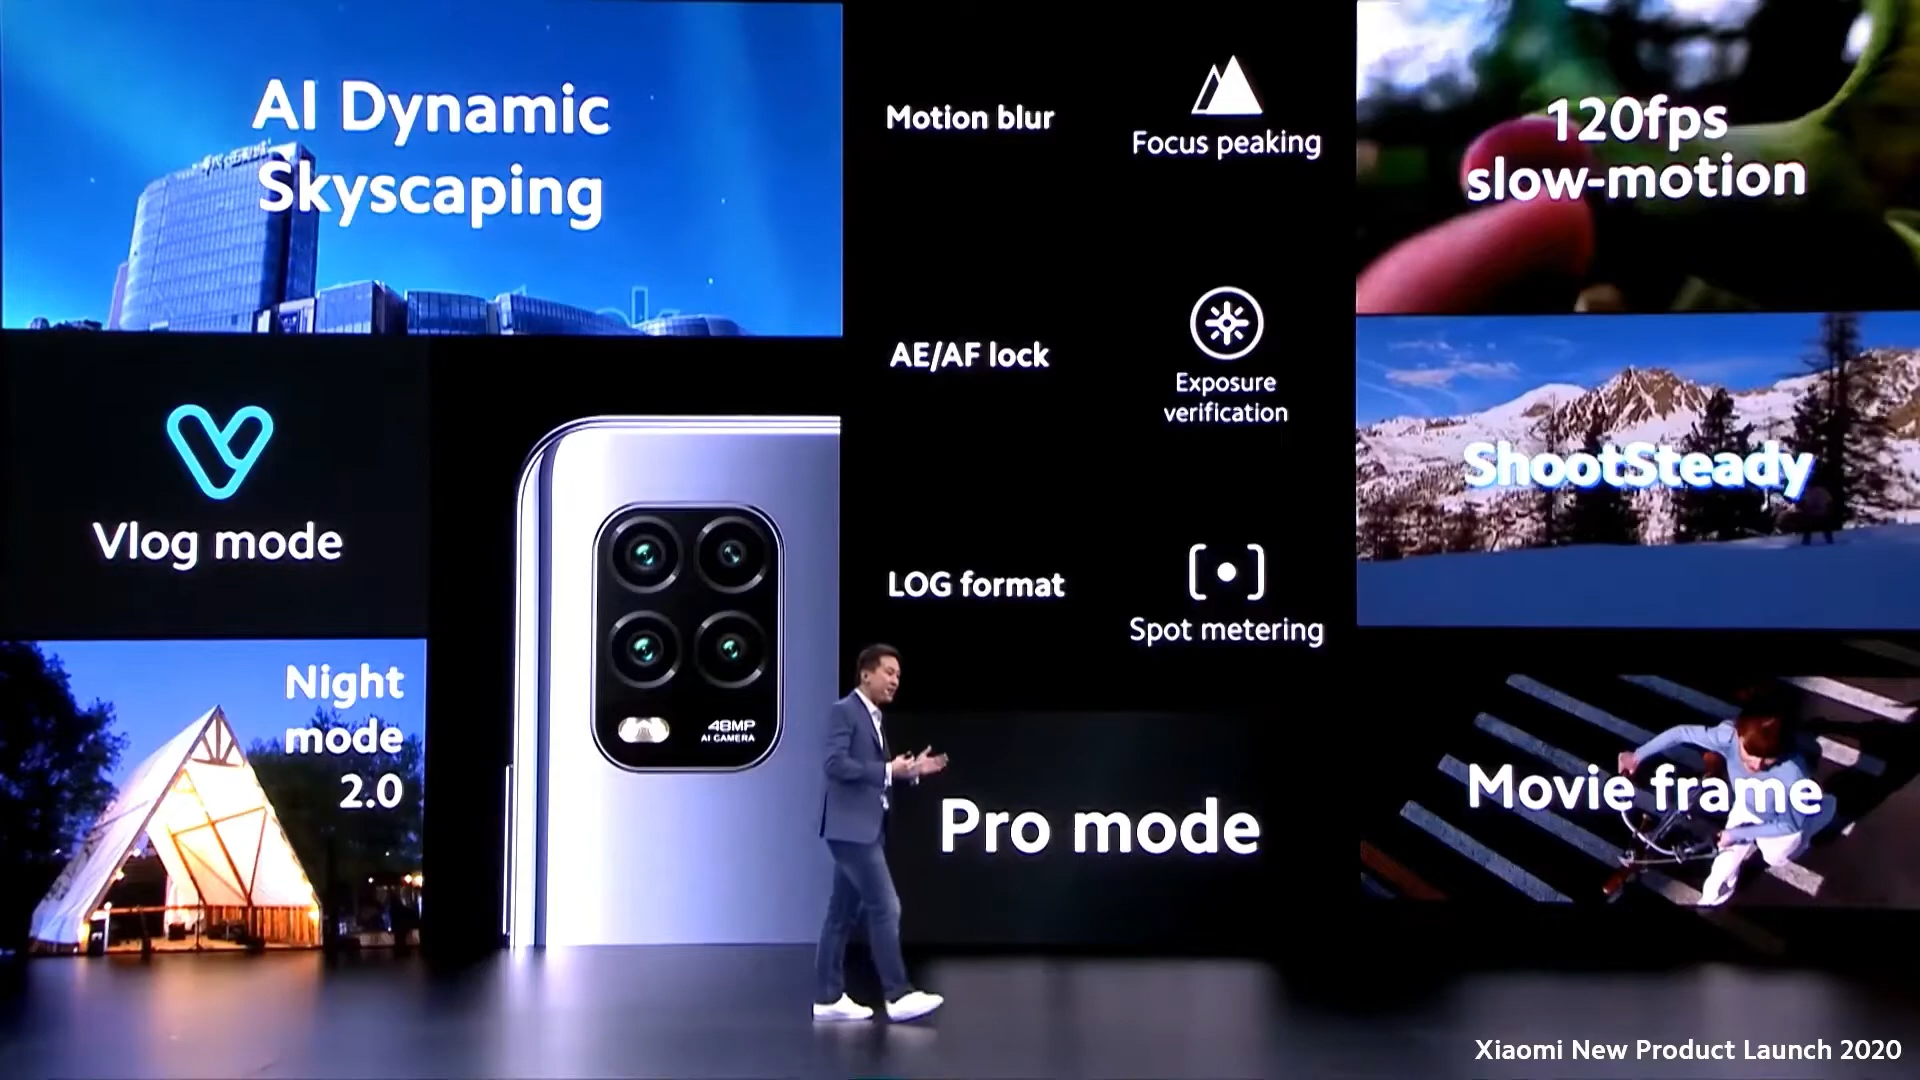 AI Dynamic
Skyscaping
Vlog mode
Night
mode
2.0
48MP
AI CAMERA
Motion blur
Focus peaking
AE/AF lock
Exposure
verification
LOG format
Spot metering
Pro mode
120fps
slow-motion
ShootSteady
Movie frame
Xiaomi New Product Launch 2020